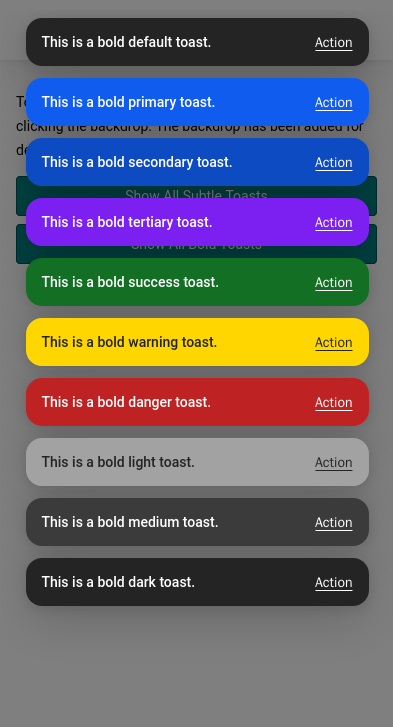 This is a bold default toast. Action
This is a bold primary toast. Action
clicking the backdrop. The backdrop has been added for
This is a bold secondary toast. Action
Show All Subtle Toasts
This is a bold tertiary toast. Action
Show All Bold Toasts
This is a bold success toast. Action
This is a bold warning toast. Action
This is a bold danger toast. Action
This is a bold light toast. Action
This is a bold medium toast. Action
This is a bold dark toast. Action